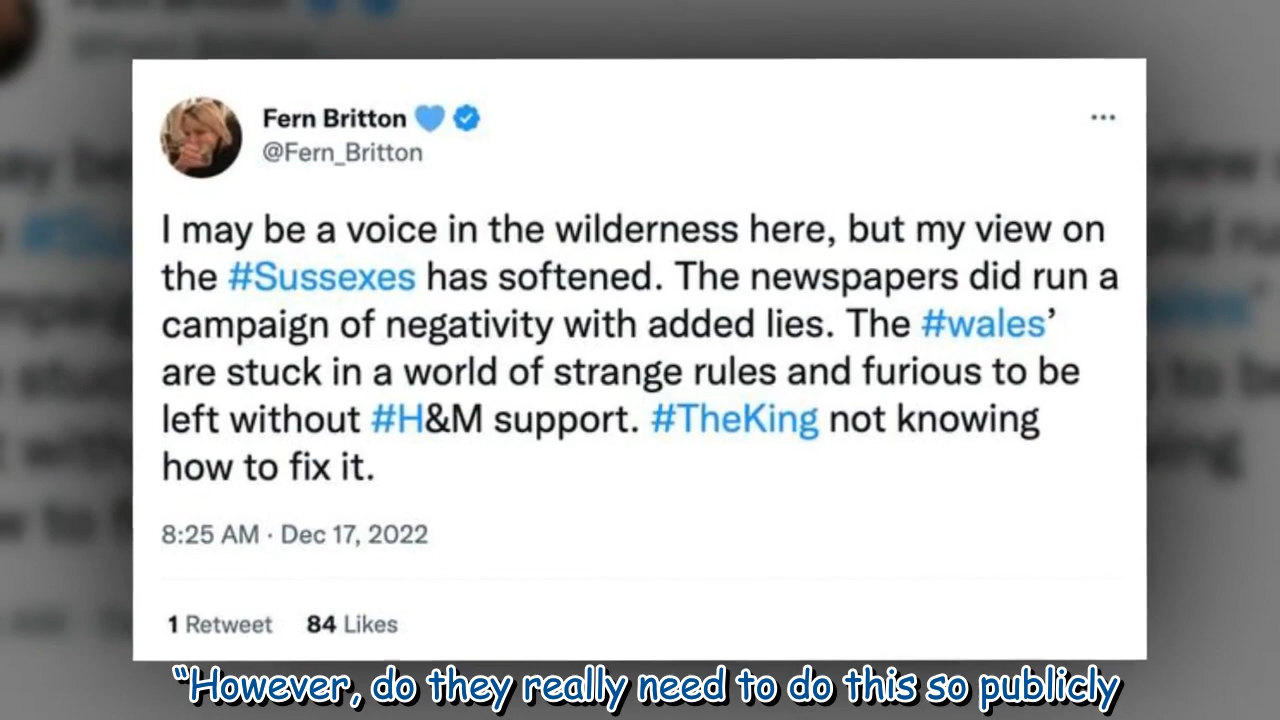 Fern Britton
@Fern_Britton
I may be a voice in the wilderness here, but my view on
the #Sussexes has softened. The newspapers did run a
campaign of negativity with added lies. The #wales’
are stuck in a world of strange rules and furious to be
left without #H&M support. #TheKing not knowing
how to fix it.
8:25 AM · Dec 17, 2022
1 Retweet 84 Likes
“However, do they really need to do this so publicly